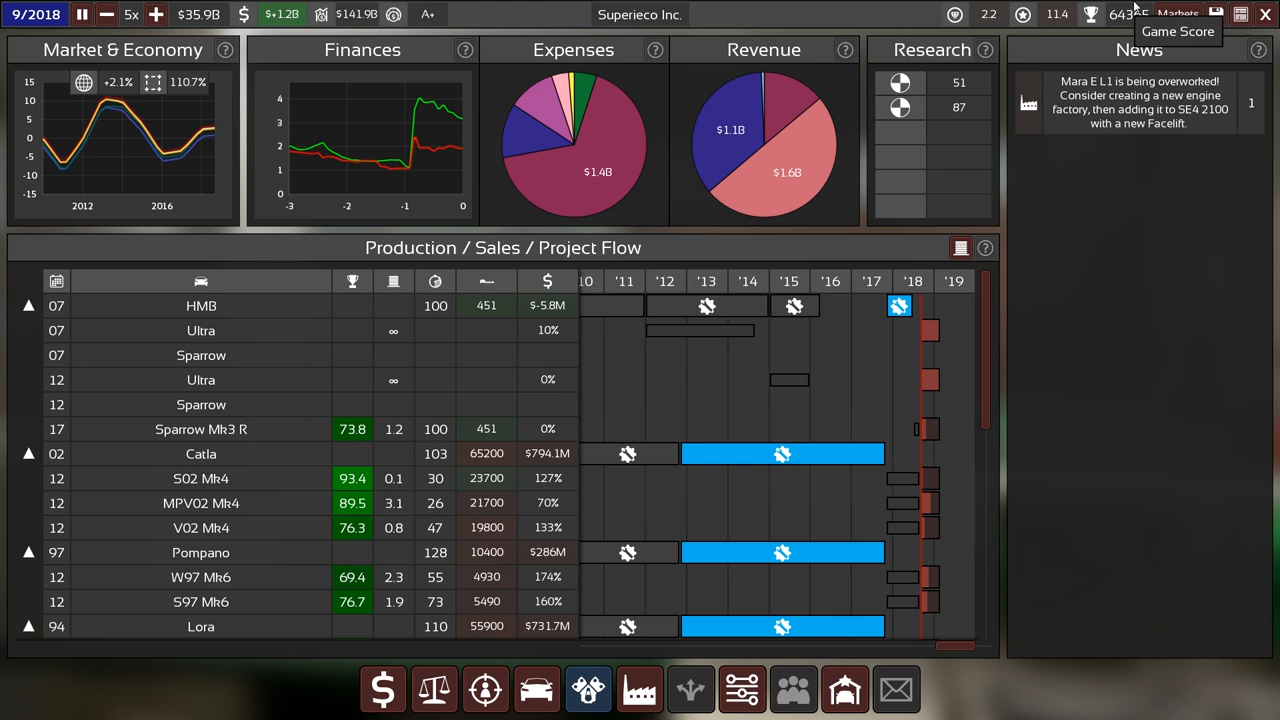 9/2018 5x $35.9B $ $+1.2B $141.9B A+ Superieco Inc. 2.2 11.4 Markets
Game Score
Market & Economy ?
+2.1% 110.7%
15
10
5
0
-5
-10
-15
2012 2016
Finances ?
4
3
2
1
0
-3 -2 -1 0
Expenses
$1.4B
Revenue
$1.1B
$1.6B
Research ?
51
87
News ?
Mara E L1 is being overworked!
Consider creating a new engine
factory, then adding it to SE4 2100
with a new Facelift.
1
Production / Sales / Project Flow ?
$ 10 '11 '12 '13 '14 '15 '16 '17 '18 '19
07 HMB 100 451 $-5.8M
07 Ultra ∞ 10%
07 Sparrow
12 Ultra ∞ 0%
12 Sparrow
17 Sparrow Mk3 R 73.8 1.2 100 451 0%
02 Catla 103 65200 $794.1M
12 S02 Mk4 93.4 0.1 30 23700 127%
12 MPV02 Mk4 89.5 3.1 26 21700 70%
12 V02 Mk4 76.3 0.8 47 19800 133%
97 Pompano 128 10400 $286M
12 W97 Mk6 69.4 2.3 55 4930 174%
12 S97 Mk6 76.7 1.9 73 5490 160%
94 Lora 110 55900 $731.7M
$